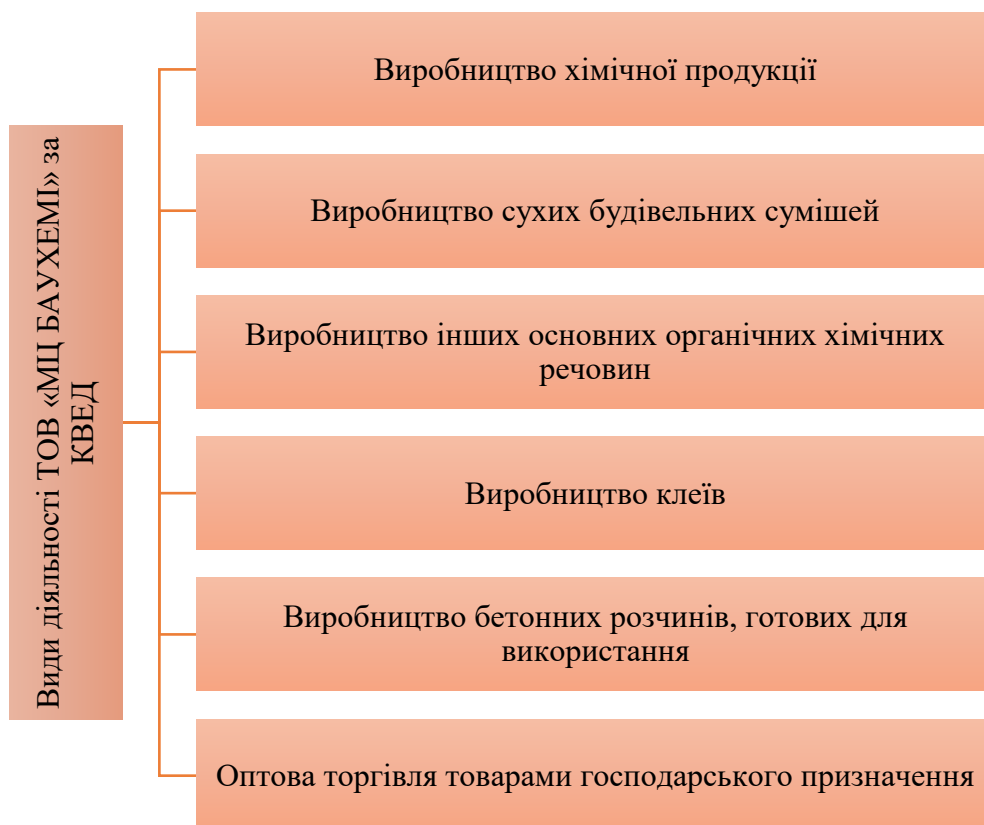 Види діяльності ТОВ «МЦ БАУХЕМІ» за
КВЕД
Виробництво хімічної продукції
Виробництво сухих будівельних сумішей
Виробництво інших основних органічних хімічних
речовин
Виробництво клеїв
Виробництво бетонних розчинів, готових для
використання
Оптова торгівля товарами господарського призначення